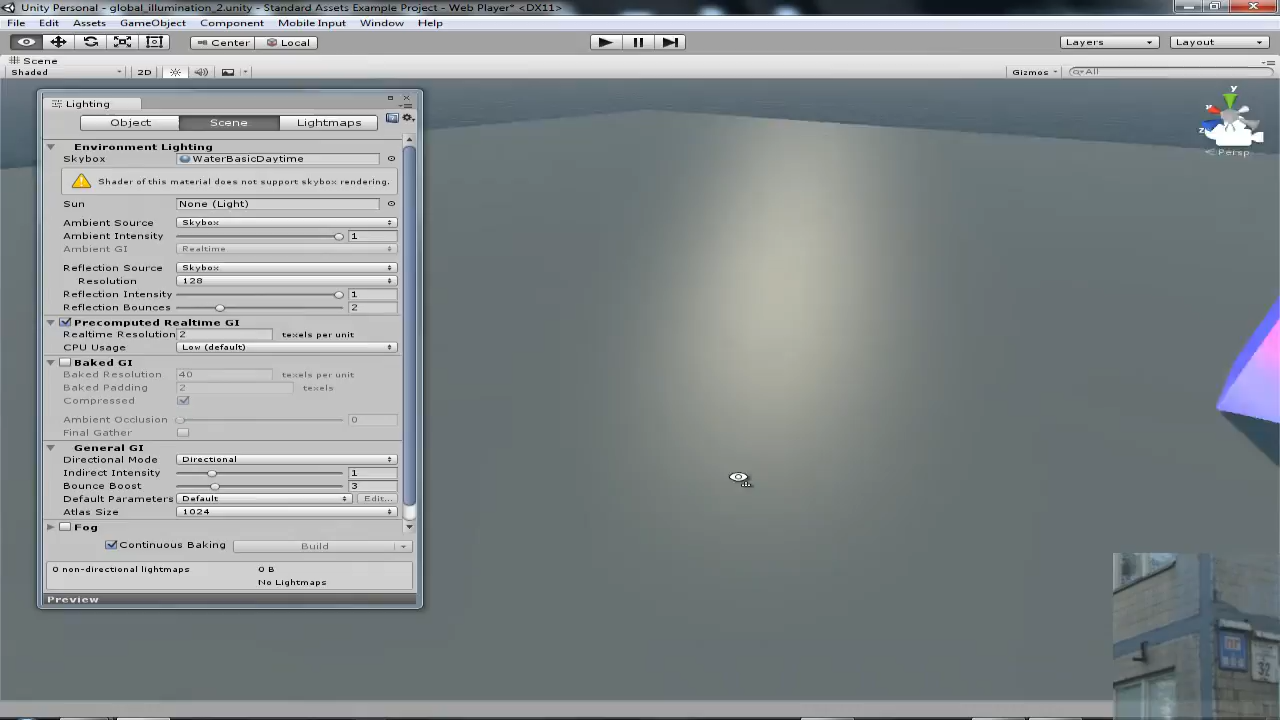 Unity Personal - global_illumination_2.unity - Standard Assets Example Project - Web Player* <DX11>
File Edit Assets GameObject Component Mobile Input Window Help
Center Local Layers Layout
Scene
Shaded 2D Gizmos All
Lighting
Object Scene Lightmaps
Environment Lighting
Skybox WaterBasicDaytime
Shader of this material does not support skybox rendering.
Sun None (Light)
Ambient Source Skybox
Ambient Intensity 1
Ambient GI Realtime
Reflection Source Skybox
Resolution 128
Reflection Intensity 1
Reflection Bounces 2
Precomputed Realtime GI
Realtime Resolution 2 texels per unit
CPU Usage Low (default)
Baked GI
Baked Resolution 40 texels per unit
Baked Padding 2 texels
Compressed
Ambient Occlusion 0
Final Gather
General GI
Directional Mode Directional
Indirect Intensity 1
Bounce Boost 3
Default Parameters Default Edit...
Atlas Size 1024
Fog
Continuous Baking Build
0 non-directional lightmaps 0 B
No Lightmaps
Preview
y
x
z
Persp
32